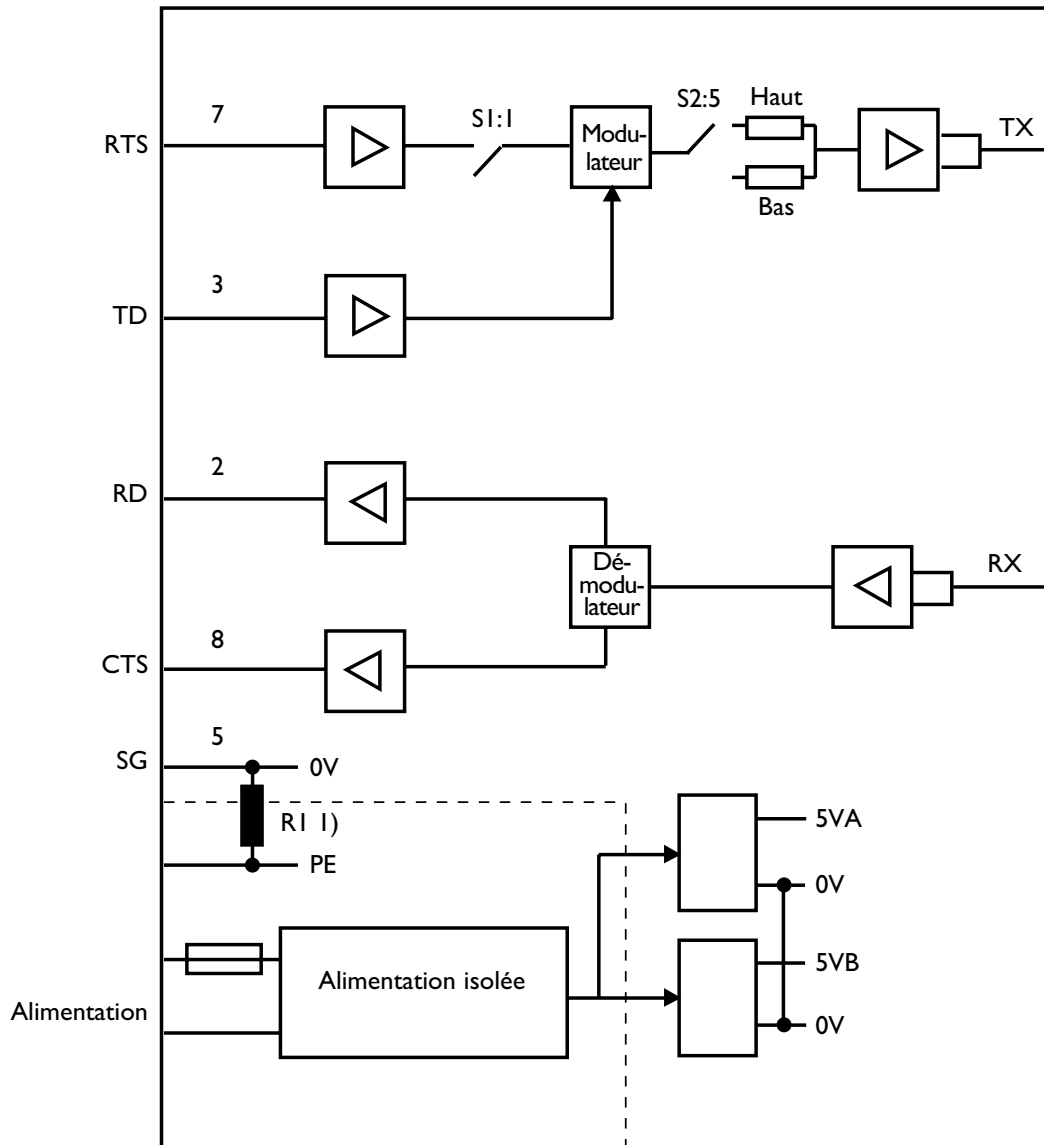 7
RTS
S1:1
Modu-
lateur
S2:5
Haut
Bas
TX
3
TD
2
RD
Dé-
modu-
lateur
RX
8
CTS
5
SG
0V
R1 1)
PE
5VA
0V
5VB
0V
Alimentation isolée
Alimentation